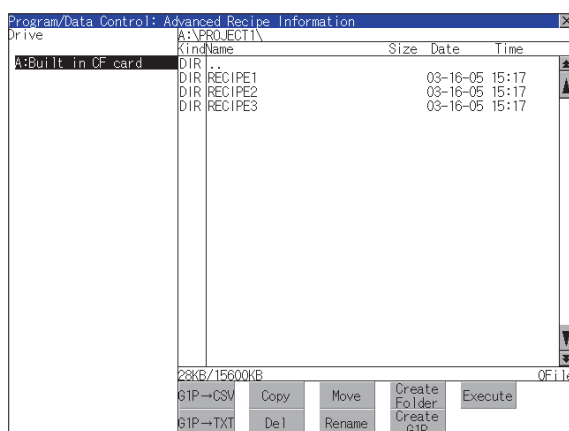 Program/Data Control: Advanced Recipe Information
Drive
A:\PROJECT1\
Kind Name Size Date Time
A:Built in CF card
DIR ..
DIR RECIPE1 03-16-05 15:17
DIR RECIPE2 03-16-05 15:17
DIR RECIPE3 03-16-05 15:17
28KB/15600KB 0File
G1P→CSV Copy Move Create Folder Execute
G1P→TXT Del Rename Create G1P